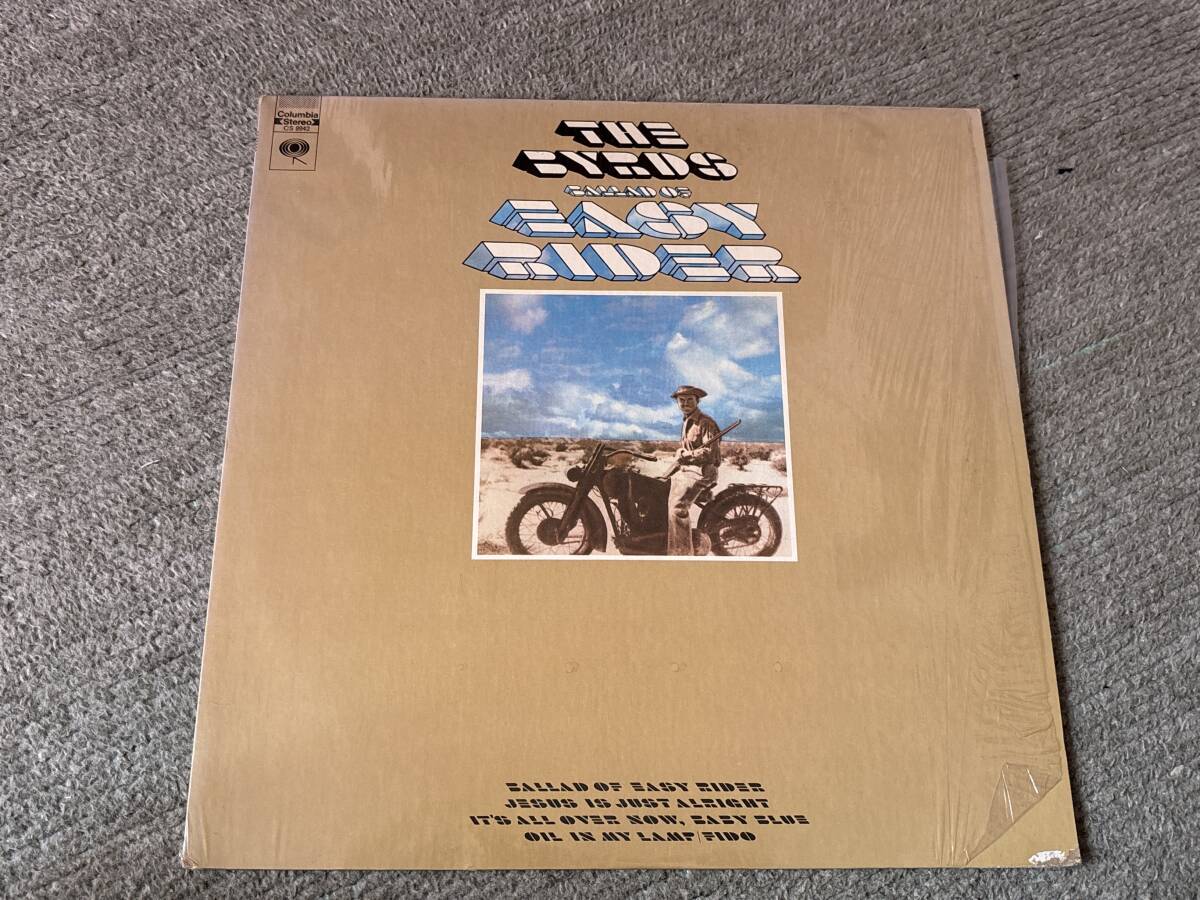 Columbia
Stereo
CS 9942
THE
BYRDS
BALLAD OF
EASY
RIDER
BALLAD OF EASY RIDER
JESUS IS JUST ALRIGHT
IT'S ALL OVER NOW, BABY BLUE
OIL IN MY LAMP/FIDO